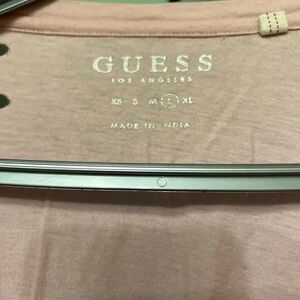 GUESS
LOS ANGELES
XS S M L XL
MADE IN INDIA